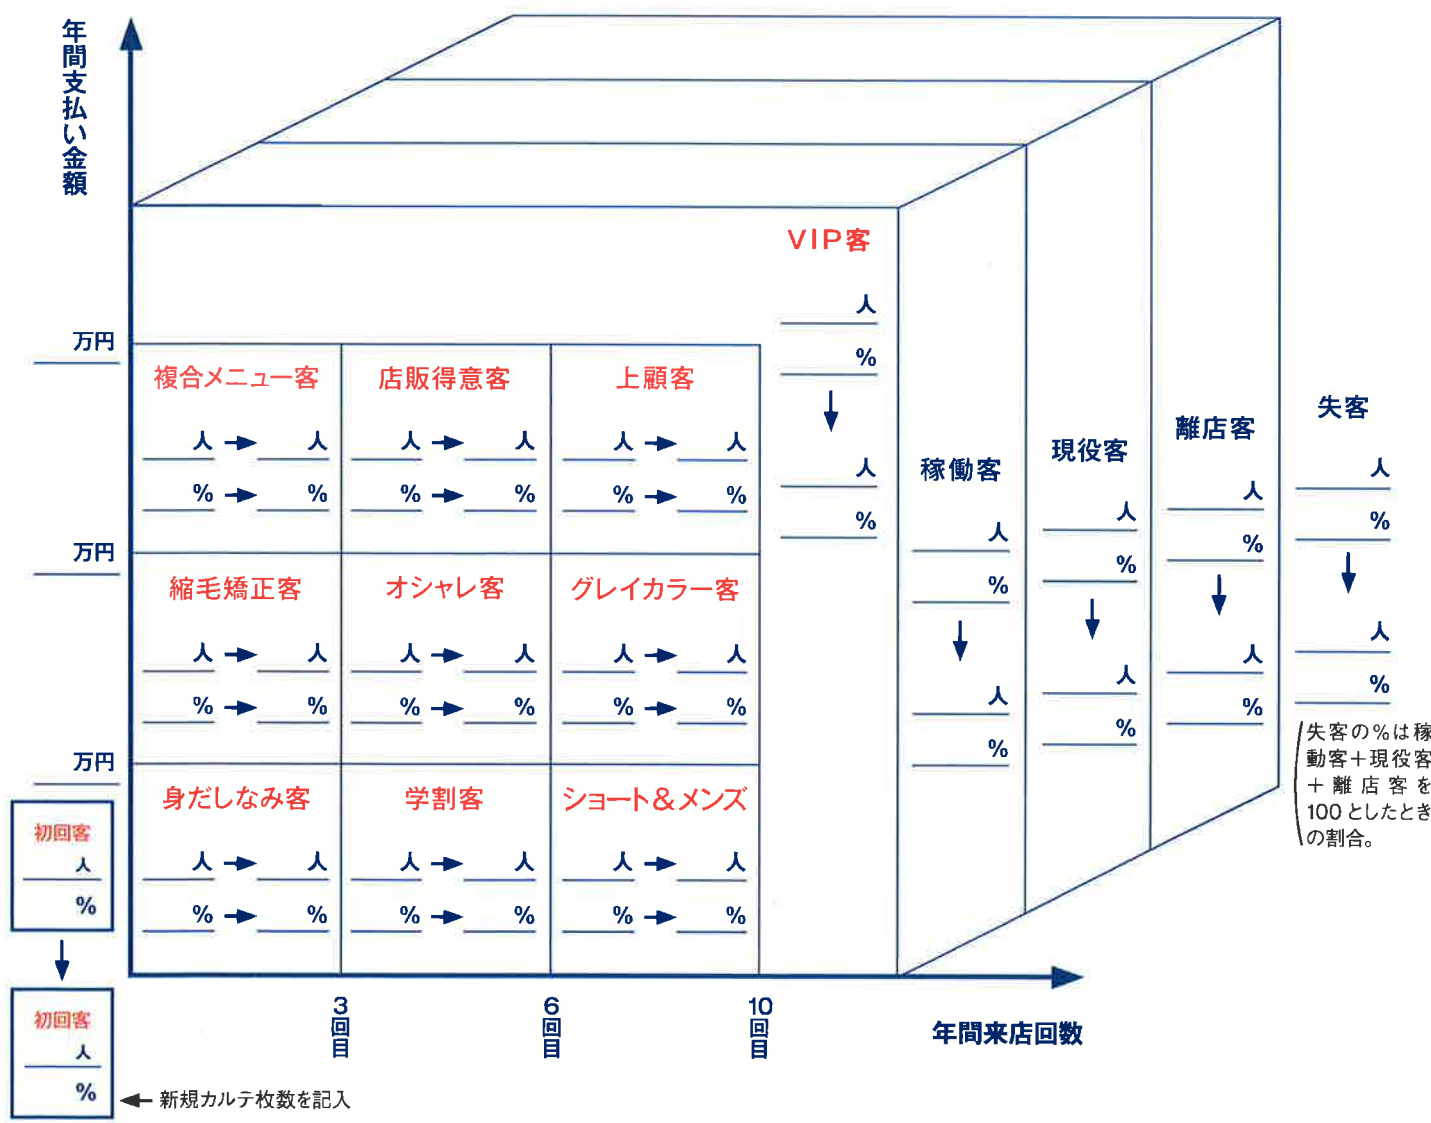 年間支払い金額
VIP客
人
%
人
%
万円
複合メニュー客
人 人
% %
店販得意客
人 人
% %
上顧客
人 人
% %
万円
縮毛矯正客
人 人
% %
オシャレ客
人 人
% %
グレイカラー客
人 人
% %
万円
身だしなみ客
人 人
% %
学割客
人 人
% %
ショート&メンズ
人 人
% %
稼働客
人
%
人
%
現役客
人
%
人
%
離店客
人
%
人
%
失客
人
%
人
%
失客の%は稼
動客+現役客
+離店客を
100としたとき
の割合。
初回客
人
%
初回客
人
%
新規カルテ枚数を記入
3回目
6回目
10回目
年間来店回数